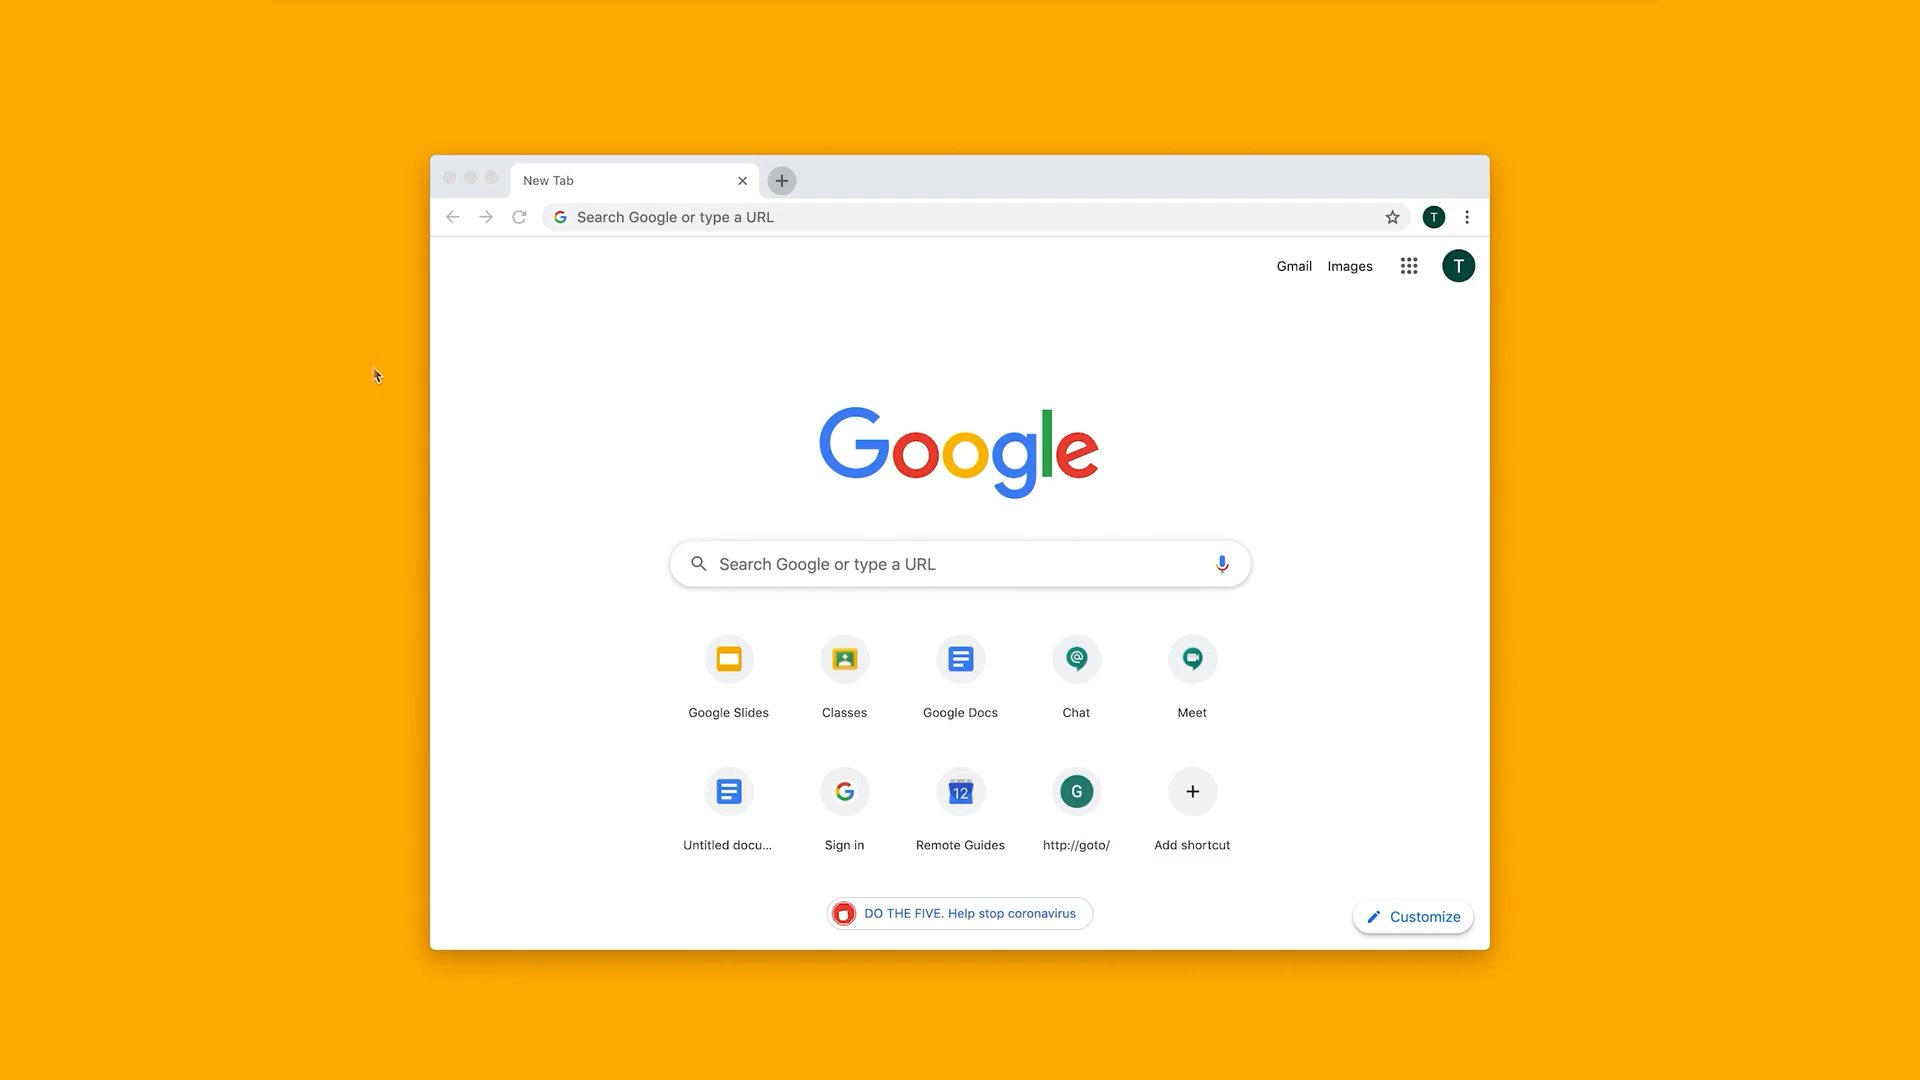 New Tab
Search Google or type a URL
T
Gmail Images
T
Google
Search Google or type a URL
Google Slides Classes Google Docs Chat Meet
12 G
Untitled docu... Sign in Remote Guides http://goto/ Add shortcut
DO THE FIVE. Help stop coronavirus
Customize